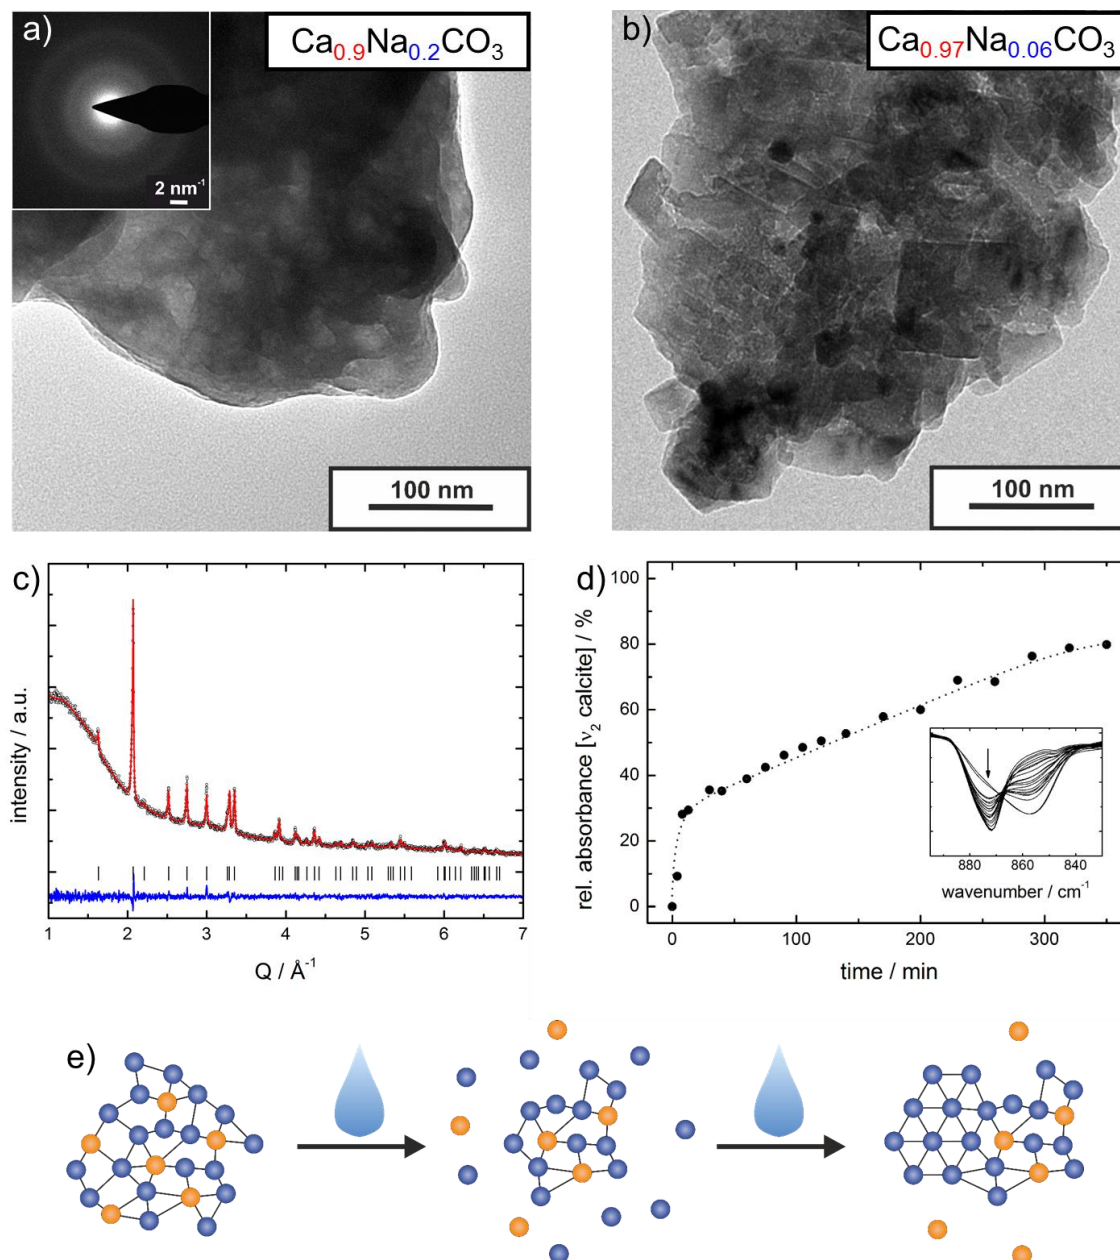 a)
Ca0.9Na0.2CO3
2 nm-1
100 nm
b)
Ca0.97Na0.06CO3
100 nm
c)
intensity / a.u.
1 2 3 4 5 6 7
Q / Å-1
d)
rel. absorbance [ν2 calcite] / %
100
80
60
40
20
0
0 100 200 300
time / min
880 860 840
wavenumber / cm-1
e)